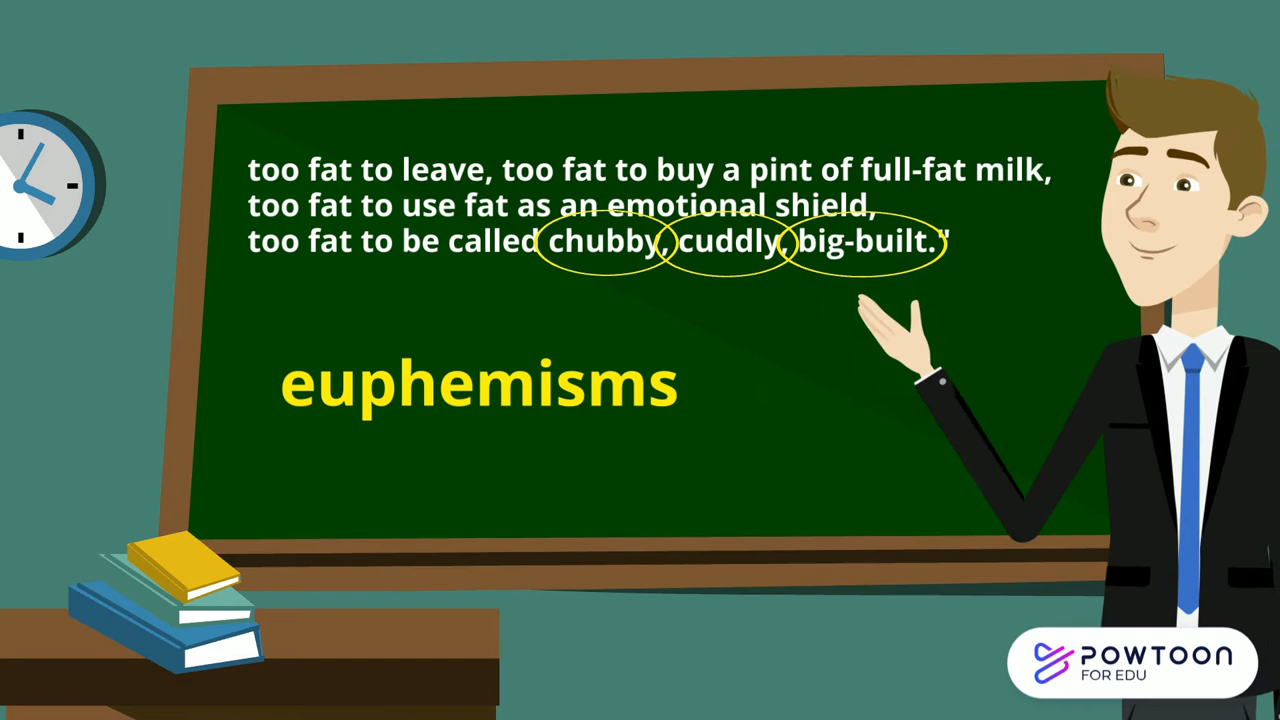 too fat to leave, too fat to buy a pint of full-fat milk,
too fat to use fat as an emotional shield,
too fat to be called chubby, cuddly, big-built."
euphemisms
POWTOON
FOR EDU